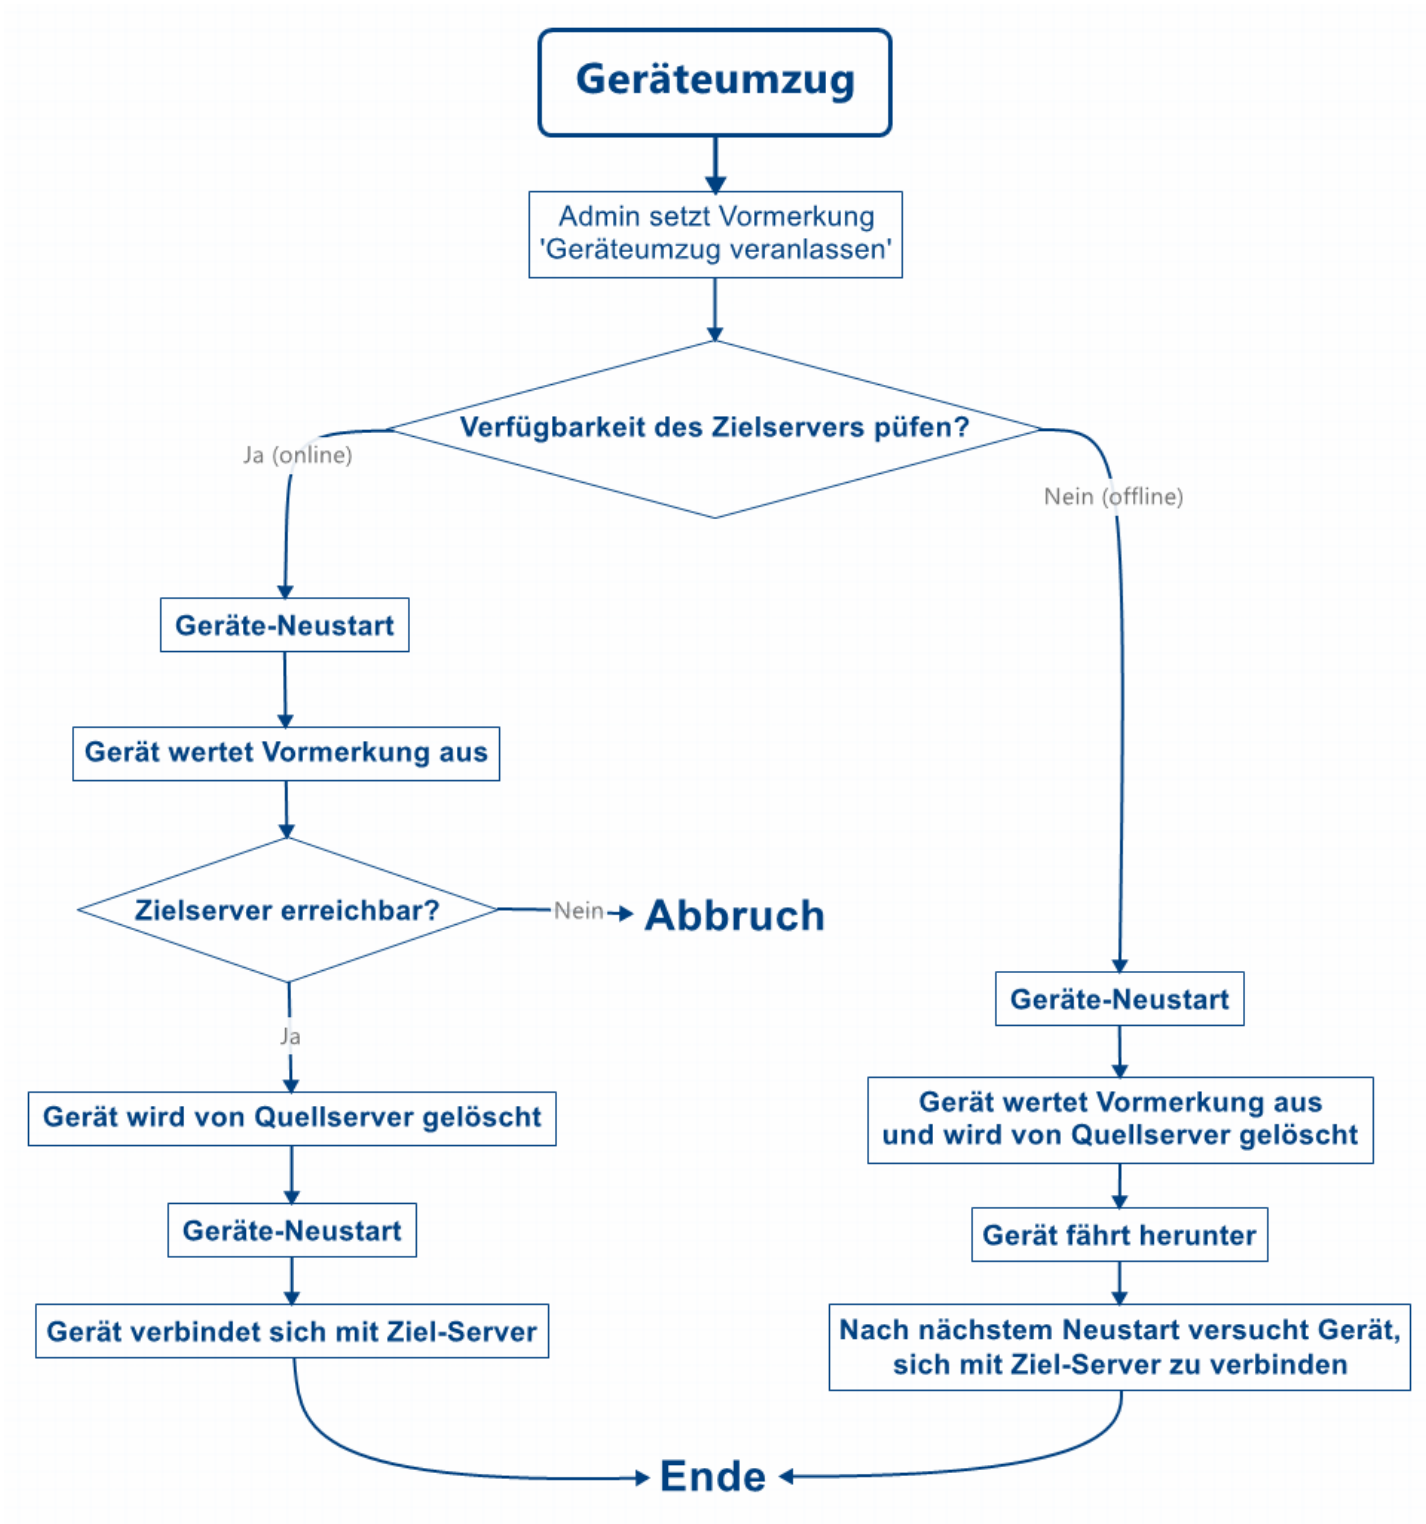 Geräteumzug
Admin setzt Vormerkung
'Geräteumzug veranlassen'
Verfügbarkeit des Zielservers püfen?
Ja (online)
Nein (offline)
Geräte-Neustart
Gerät wertet Vormerkung aus
Zielserver erreichbar?
Nein
Abbruch
Ja
Gerät wird von Quellserver gelöscht
Geräte-Neustart
Gerät verbindet sich mit Ziel-Server
Geräte-Neustart
Gerät wertet Vormerkung aus
und wird von Quellserver gelöscht
Gerät fährt herunter
Nach nächstem Neustart versucht Gerät,
sich mit Ziel-Server zu verbinden
Ende